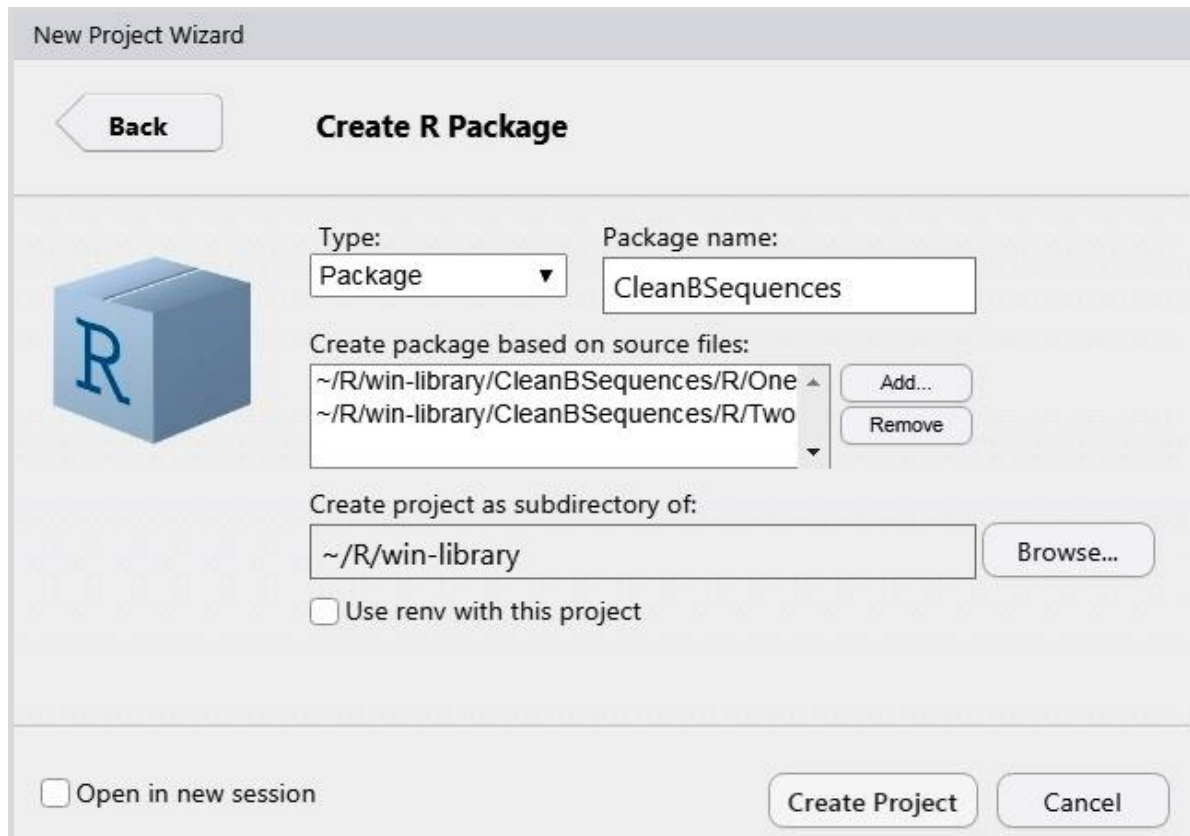 New Project Wizard
Back
Create R Package
R
Type:
Package name:
Package
CleanBSequences
Create package based on source files:
~/R/win-library/CleanBSequences/R/One
~/R/win-library/CleanBSequences/R/Two
Add...
Remove
Create project as subdirectory of:
~/R/win-library
Browse...
Use renv with this project
Open in new session
Create Project
Cancel